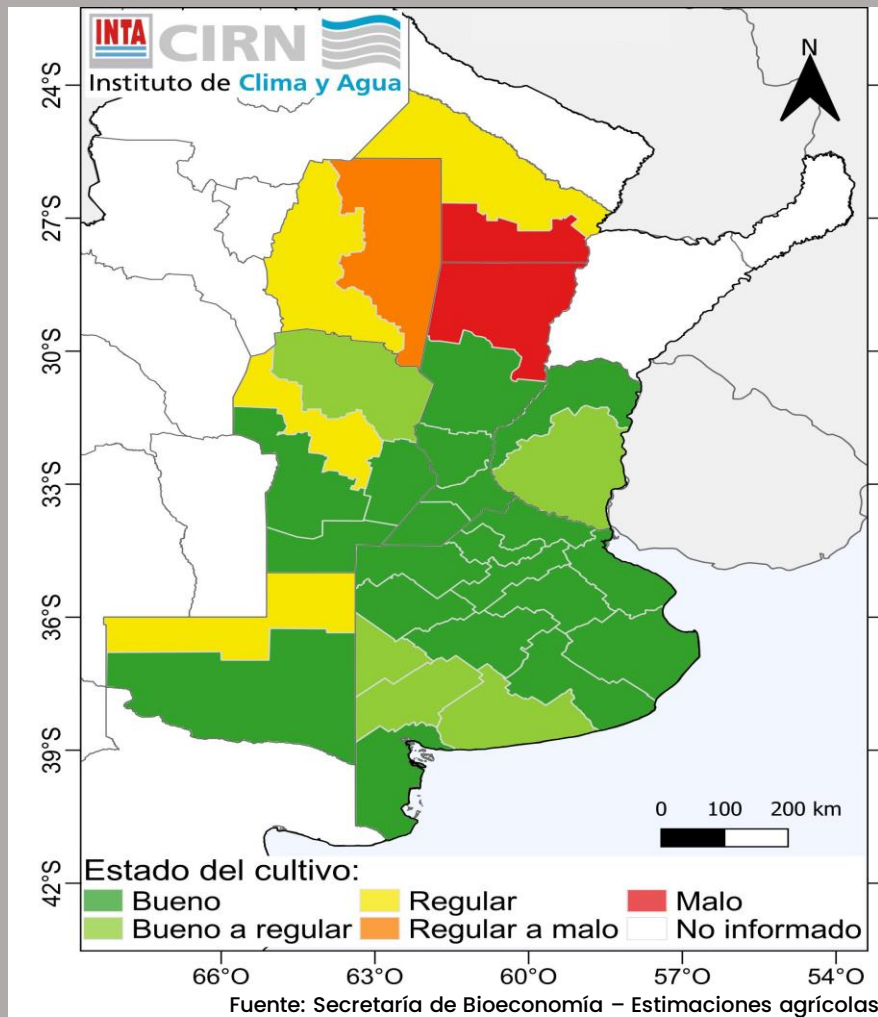 INTA CIRN
Instituto de Clima y Agua
N
24°S
27°S
30°S
33°S
36°S
39°S
42°S
0 100 200 km
Estado del cultivo:
Bueno Regular Malo
Bueno a regular Regular a malo No informado
66°O 63°O 60°O 57°O 54°O
Fuente: Secretaría de Bioeconomía – Estimaciones agrícolas